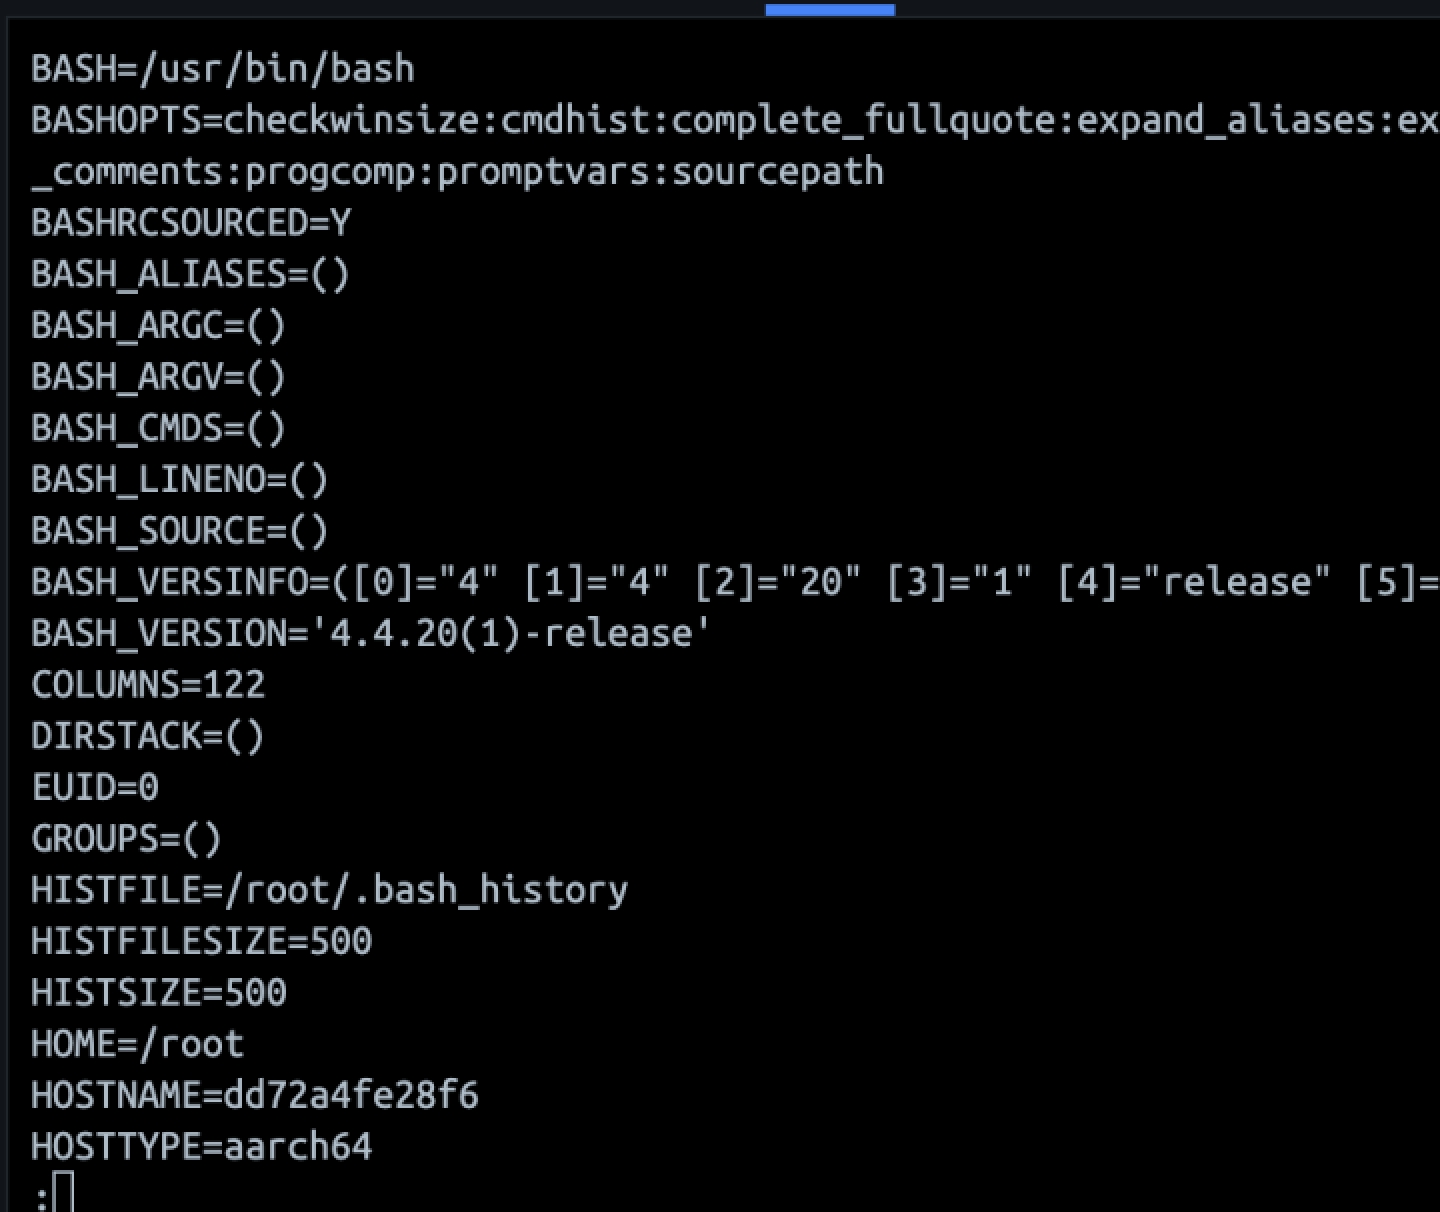 BASH=/usr/bin/bash
BASHOPTS=checkwinsize:cmdhist:complete_fullquote:expand_aliases:ex
_comments:progcomp:promptvars:sourcepath
BASHRCSOURCED=Y
BASH_ALIASES=()
BASH_ARGC=()
BASH_ARGV=()
BASH_CMDS=()
BASH_LINENO=()
BASH_SOURCE=()
BASH_VERSINFO=([0]="4" [1]="4" [2]="20" [3]="1" [4]="release" [5]=
BASH_VERSION='4.4.20(1)-release'
COLUMNS=122
DIRSTACK=()
EUID=0
GROUPS=()
HISTFILE=/root/.bash_history
HISTFILESIZE=500
HISTSIZE=500
HOME=/root
HOSTNAME=dd72a4fe28f6
HOSTTYPE=aarch64
: